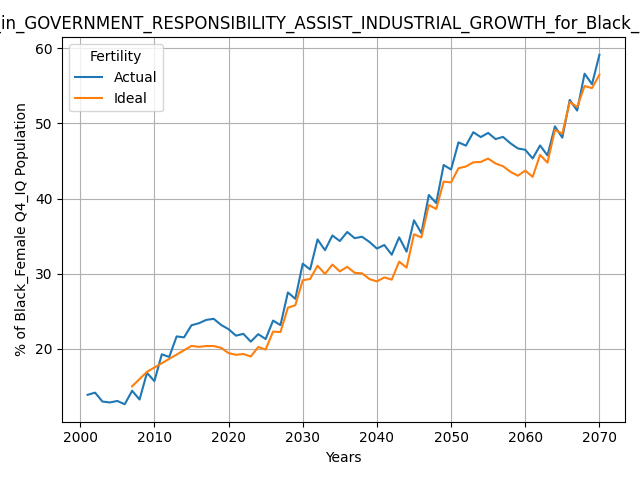 _in_GOVERNMENT_RESPONSIBILITY_ASSIST_INDUSTRIAL_GROWTH_for_Black_
Fertility
Actual
Ideal
% of Black_Female Q4_IQ Population
60
50
40
30
20
2000 2010 2020 2030 2040 2050 2060 2070
Years